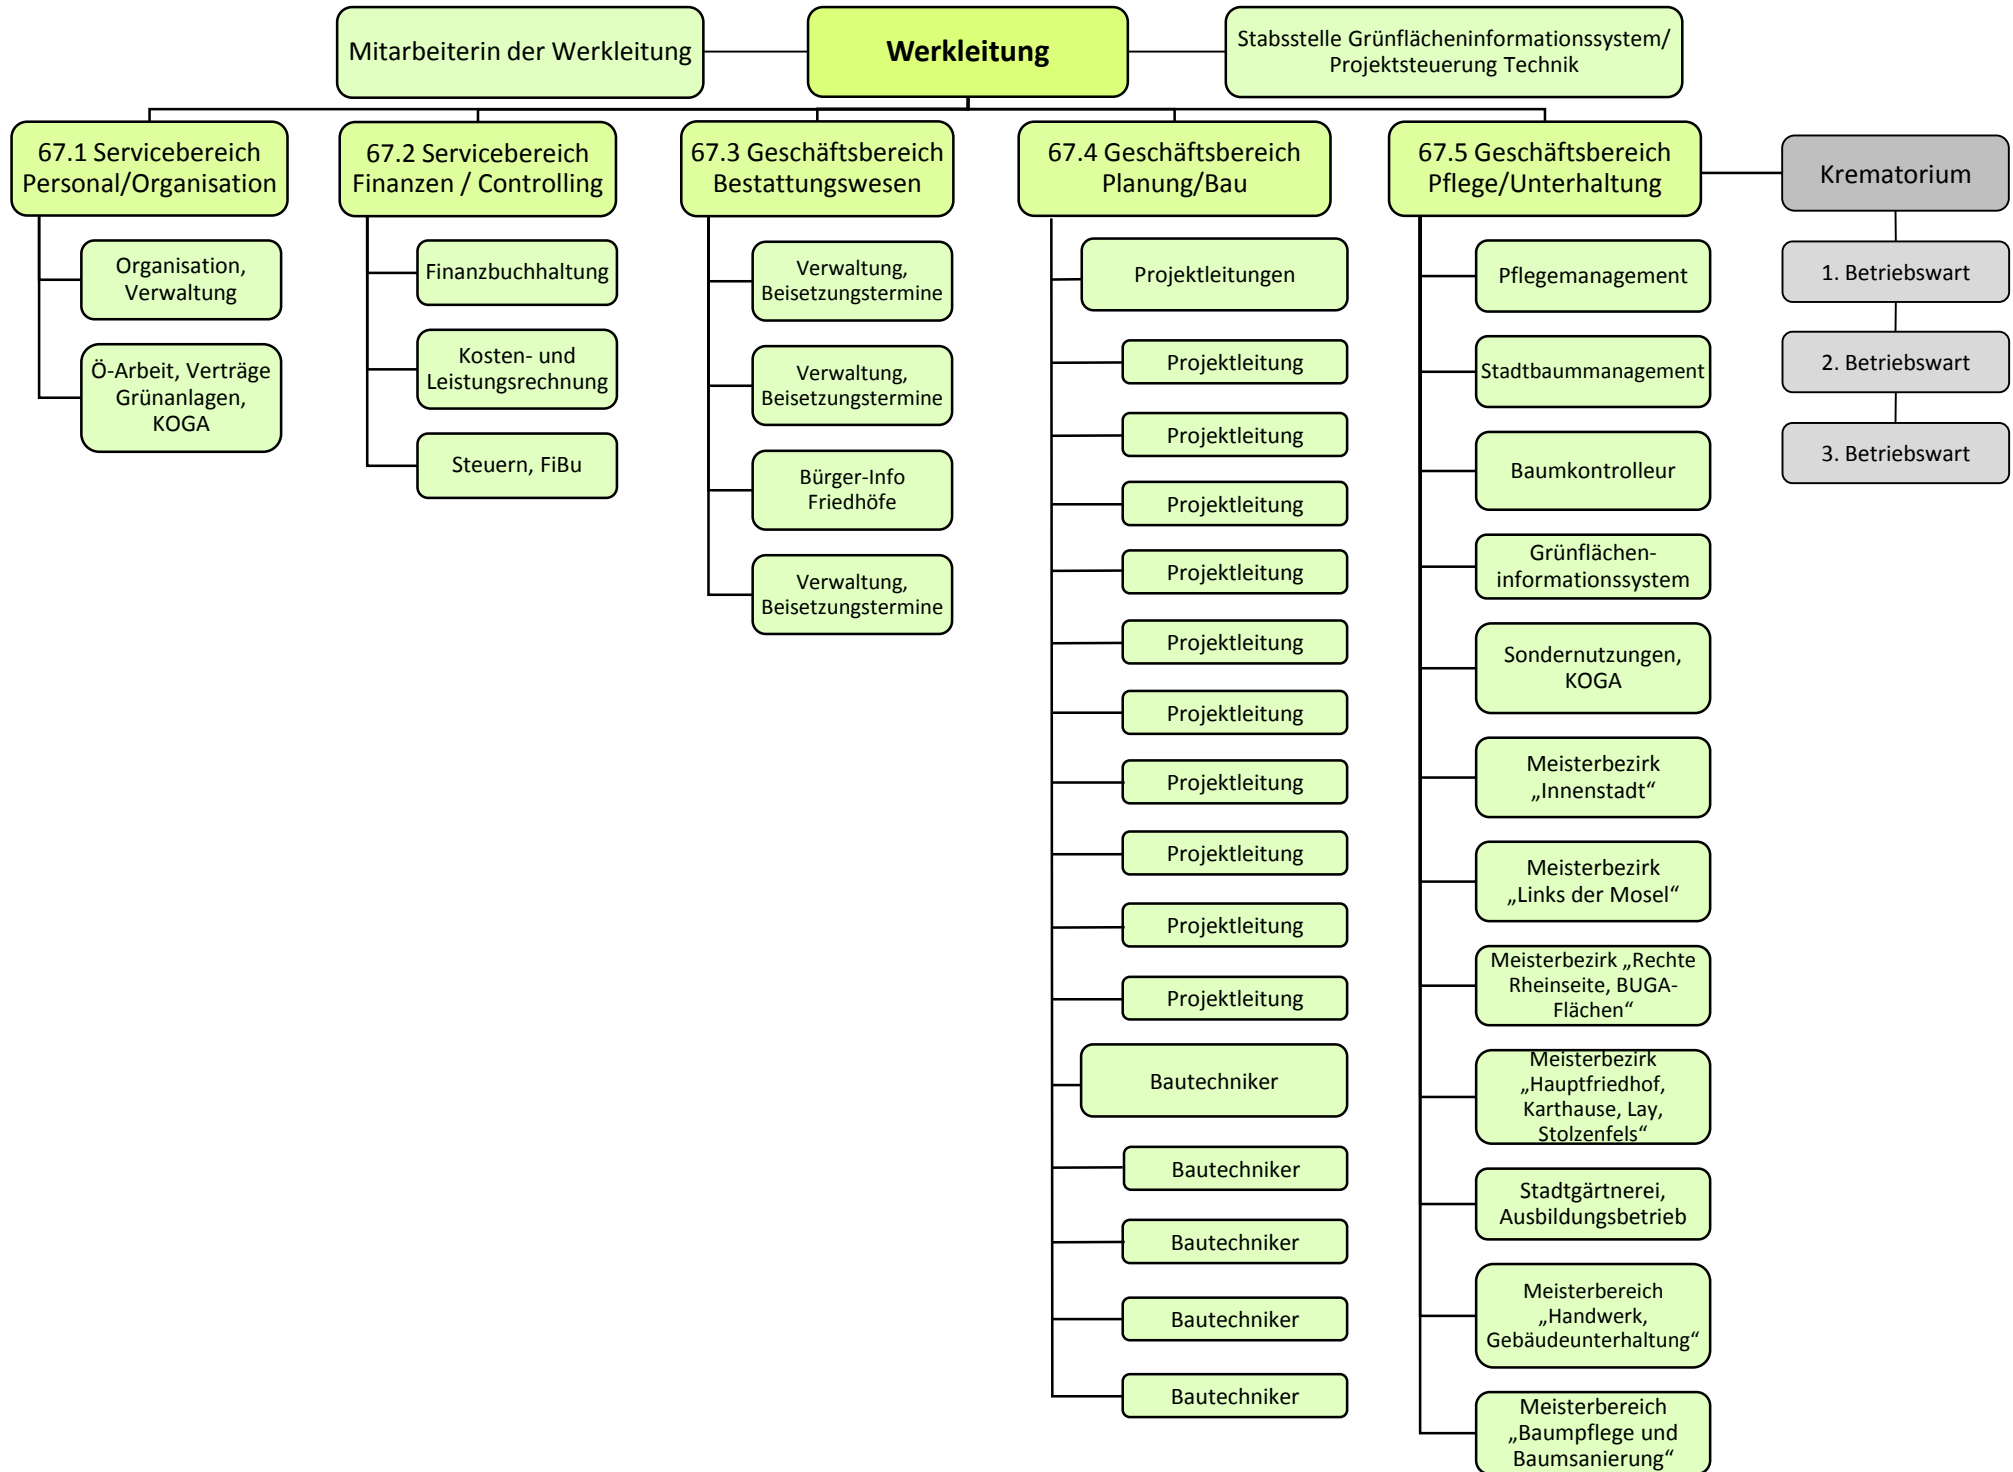 Mitarbeiterin der Werkleitung
Werkleitung
Stabsstelle Grünflächeninformationssystem/
Projektsteuerung Technik
67.1 Servicebereich
Personal/Organisation
67.2 Servicebereich
Finanzen / Controlling
67.3 Geschäftsbereich
Bestattungswesen
67.4 Geschäftsbereich
Planung/Bau
67.5 Geschäftsbereich
Pflege/Unterhaltung
Krematorium
Organisation,
Verwaltung
Ö-Arbeit, Verträge
Grünanlagen,
KOGA
Finanzbuchhaltung
Kosten- und
Leistungsrechnung
Steuern, FiBu
Verwaltung,
Beisetzungstermine
Verwaltung,
Beisetzungstermine
Bürger-Info
Friedhöfe
Verwaltung,
Beisetzungstermine
Projektleitungen
Projektleitung
Projektleitung
Projektleitung
Projektleitung
Projektleitung
Projektleitung
Projektleitung
Projektleitung
Projektleitung
Projektleitung
Bautechniker
Bautechniker
Bautechniker
Bautechniker
Bautechniker
Pflegemanagement
Stadtbaummanagement
Baumkontrolleur
Grünflächen-
informationssystem
Sondernutzungen,
KOGA
Meisterbezirk
„Innenstadt“
Meisterbezirk
„Links der Mosel“
Meisterbezirk „Rechte
Rheinseite, BUGA-
Flächen“
Meisterbezirk
„Hauptfriedhof,
Karthause, Lay,
Stolzenfels“
Stadtgärtnerei,
Ausbildungsbetrieb
Meisterbereich
„Handwerk,
Gebäudeunterhaltung“
Meisterbereich
„Baumpflege und
Baumsanierung“
1. Betriebswart
2. Betriebswart
3. Betriebswart